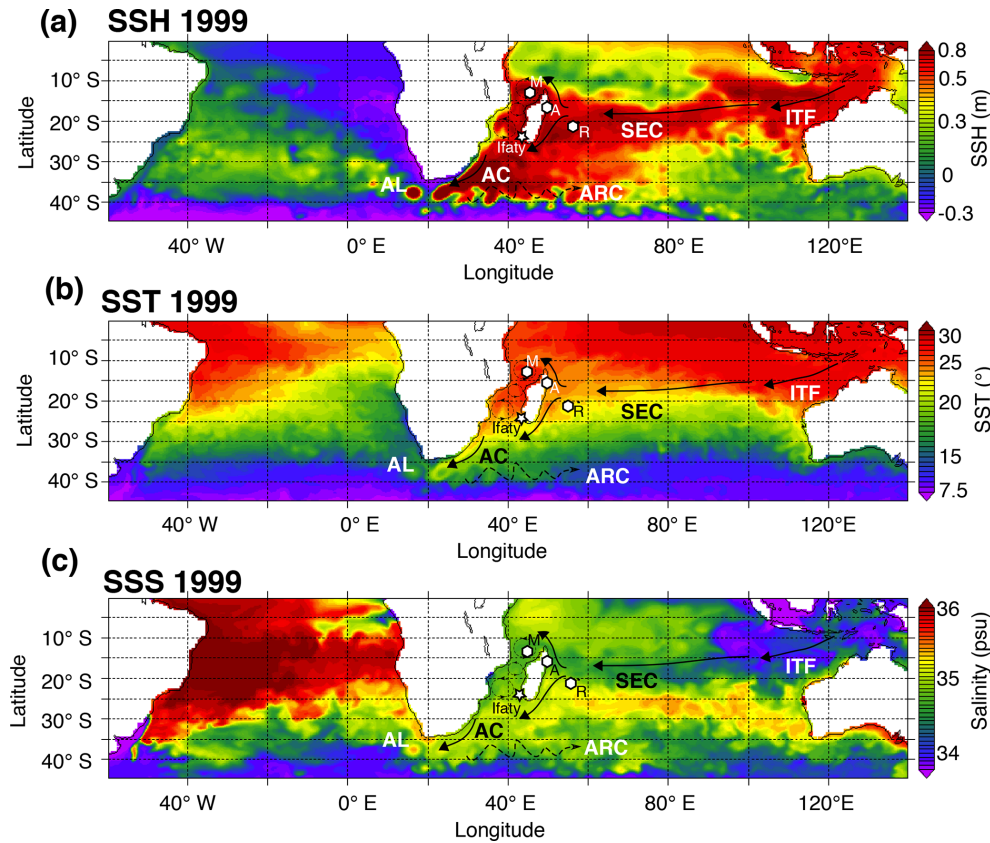 (a) SSH 1999
Latitude
10° S
20° S
30° S
40° S
M
A
R
Ifaty
SEC
ITF
AC
AL
ARC
40° W
0° E
40° E
80° E
120°E
Longitude
0.8
0.5
0.3
0
-0.3
SSH (m)
(b) SST 1999
Latitude
10° S
20° S
30° S
40° S
M
A
R
Ifaty
SEC
ITF
AC
AL
ARC
40° W
0° E
40° E
80° E
120°E
Longitude
30
25
20
15
7.5
SST (°)
(c) SSS 1999
Latitude
10° S
20° S
30° S
40° S
M
A
R
Ifaty
SEC
ITF
AC
AL
ARC
40° W
0° E
40° E
80° E
120°E
Longitude
36
35
34
Salinity (psu)